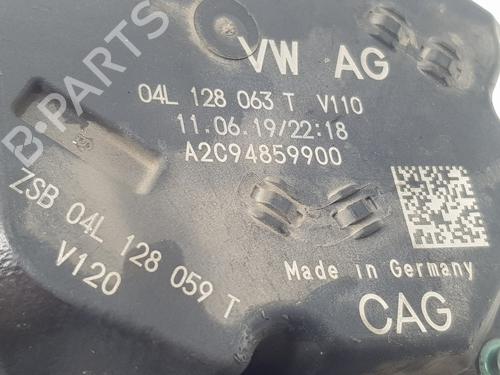 B-PARTS
VW AG
04L 128 063 T V110
11.06.19/22:18
A2C94859900
ZSB 04L 128 059 T
V120
Made in Germany
CAG